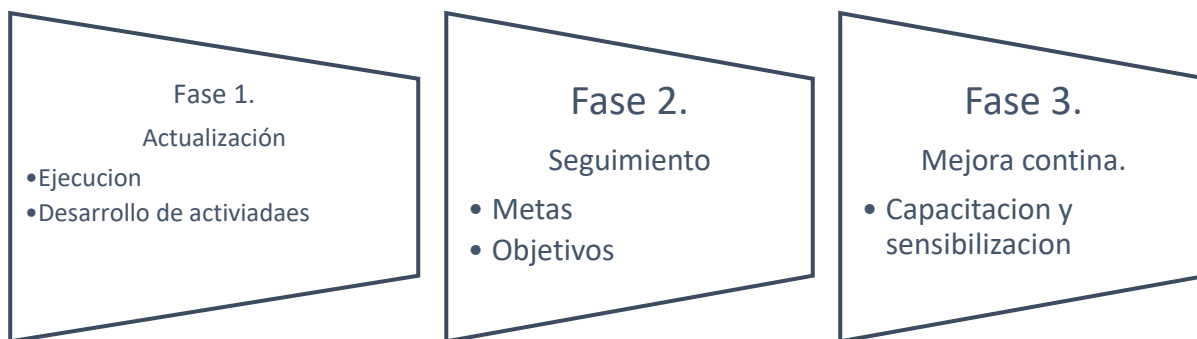 Fase 1.
Actualización
•Ejecucion
•Desarrollo de activiadaes
Fase 2.
Seguimiento
• Metas
• Objetivos
Fase 3.
Mejora contina.
• Capacitacion y
sensibilizacion